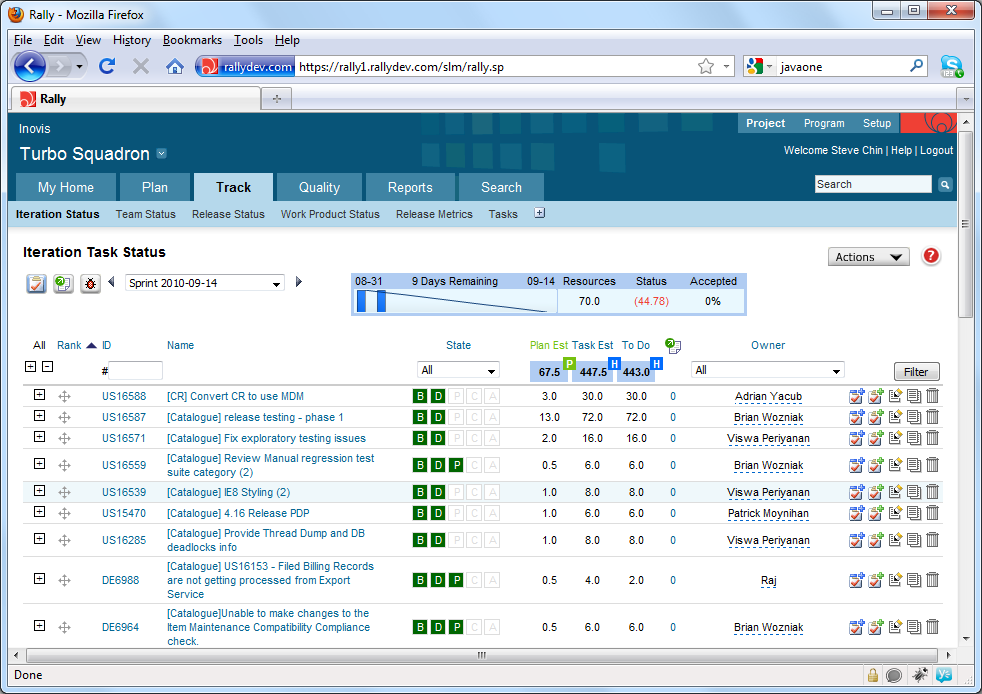 Rally - Mozilla Firefox
File Edit View History Bookmarks Tools Help
rallydev.com https://rally1.rallydev.com/slm/rally.sp javaone
Rally
Inovis Project Program Setup
Turbo Squadron Welcome Steve Chin | Help | Logout
My Home Plan Track Quality Reports Search Search
Iteration Status Team Status Release Status Work Product Status Release Metrics Tasks
Iteration Task Status Actions ?
Sprint 2010-09-14
08-31 9 Days Remaining 09-14 Resources Status Accepted
70.0 (44.78) 0%
All Rank ID Name State Plan Est Task Est To Do Owner
# All 67.5 P 447.5 H 443.0 H All Filter
US16588 [CR] Convert CR to use MDM B D P C A 3.0 30.0 30.0 0 Adrian Yacub
US16587 [Catalogue] release testing - phase 1 B D P C A 13.0 72.0 72.0 0 Brian Wozniak
US16571 [Catalogue] Fix exploratory testing issues B D P C A 2.0 16.0 16.0 0 Viswa Periyanan
US16559 [Catalogue] Review Manual regression test
suite category (2) B D P C A 0.5 6.0 6.0 0 Brian Wozniak
US16539 [Catalogue] IE8 Styling (2) B D P C A 1.0 8.0 8.0 0 Viswa Periyanan
US15470 [Catalogue] 4.16 Release PDP B D P C A 1.0 6.0 6.0 0 Patrick Moynihan
US16285 [Catalogue] Provide Thread Dump and DB
deadlocks info B D P C A 1.0 8.0 8.0 0 Viswa Periyanan
[Catalogue] US16153 - Filed Billing Records
DE6988 are not getting processed from Export B D P C A 0.5 4.0 2.0 0 Raj
Service
[Catalogue]Unable to make changes to the
DE6964 Item Maintenance Compatibility Compliance B D P C A 0.5 6.0 6.0 0 Brian Wozniak
check.
Done